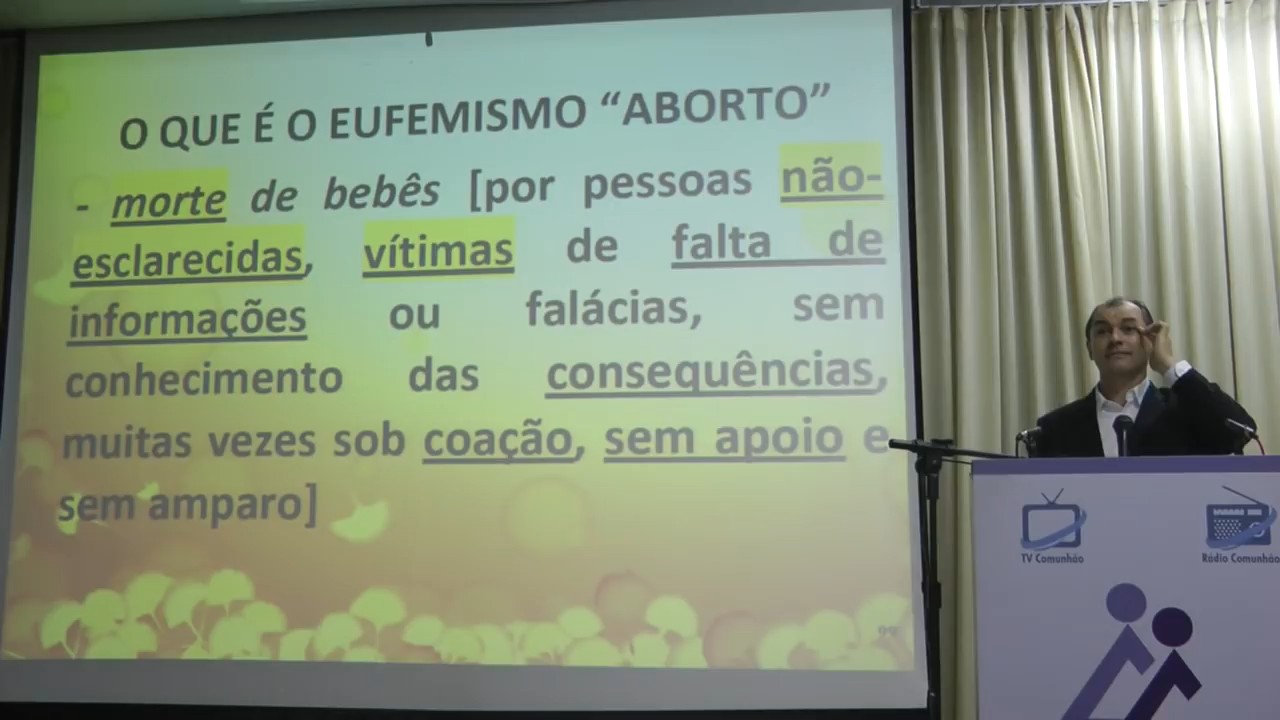 O QUE É O EUFEMISMO “ABORTO”
- morte de bebês [por pessoas não-
esclarecidas, vítimas de falta de
informações ou falácias, sem
conhecimento das consequências,
muitas vezes sob coação, sem apoio e
sem amparo]
TV Comunhão
Rádio Comunhão